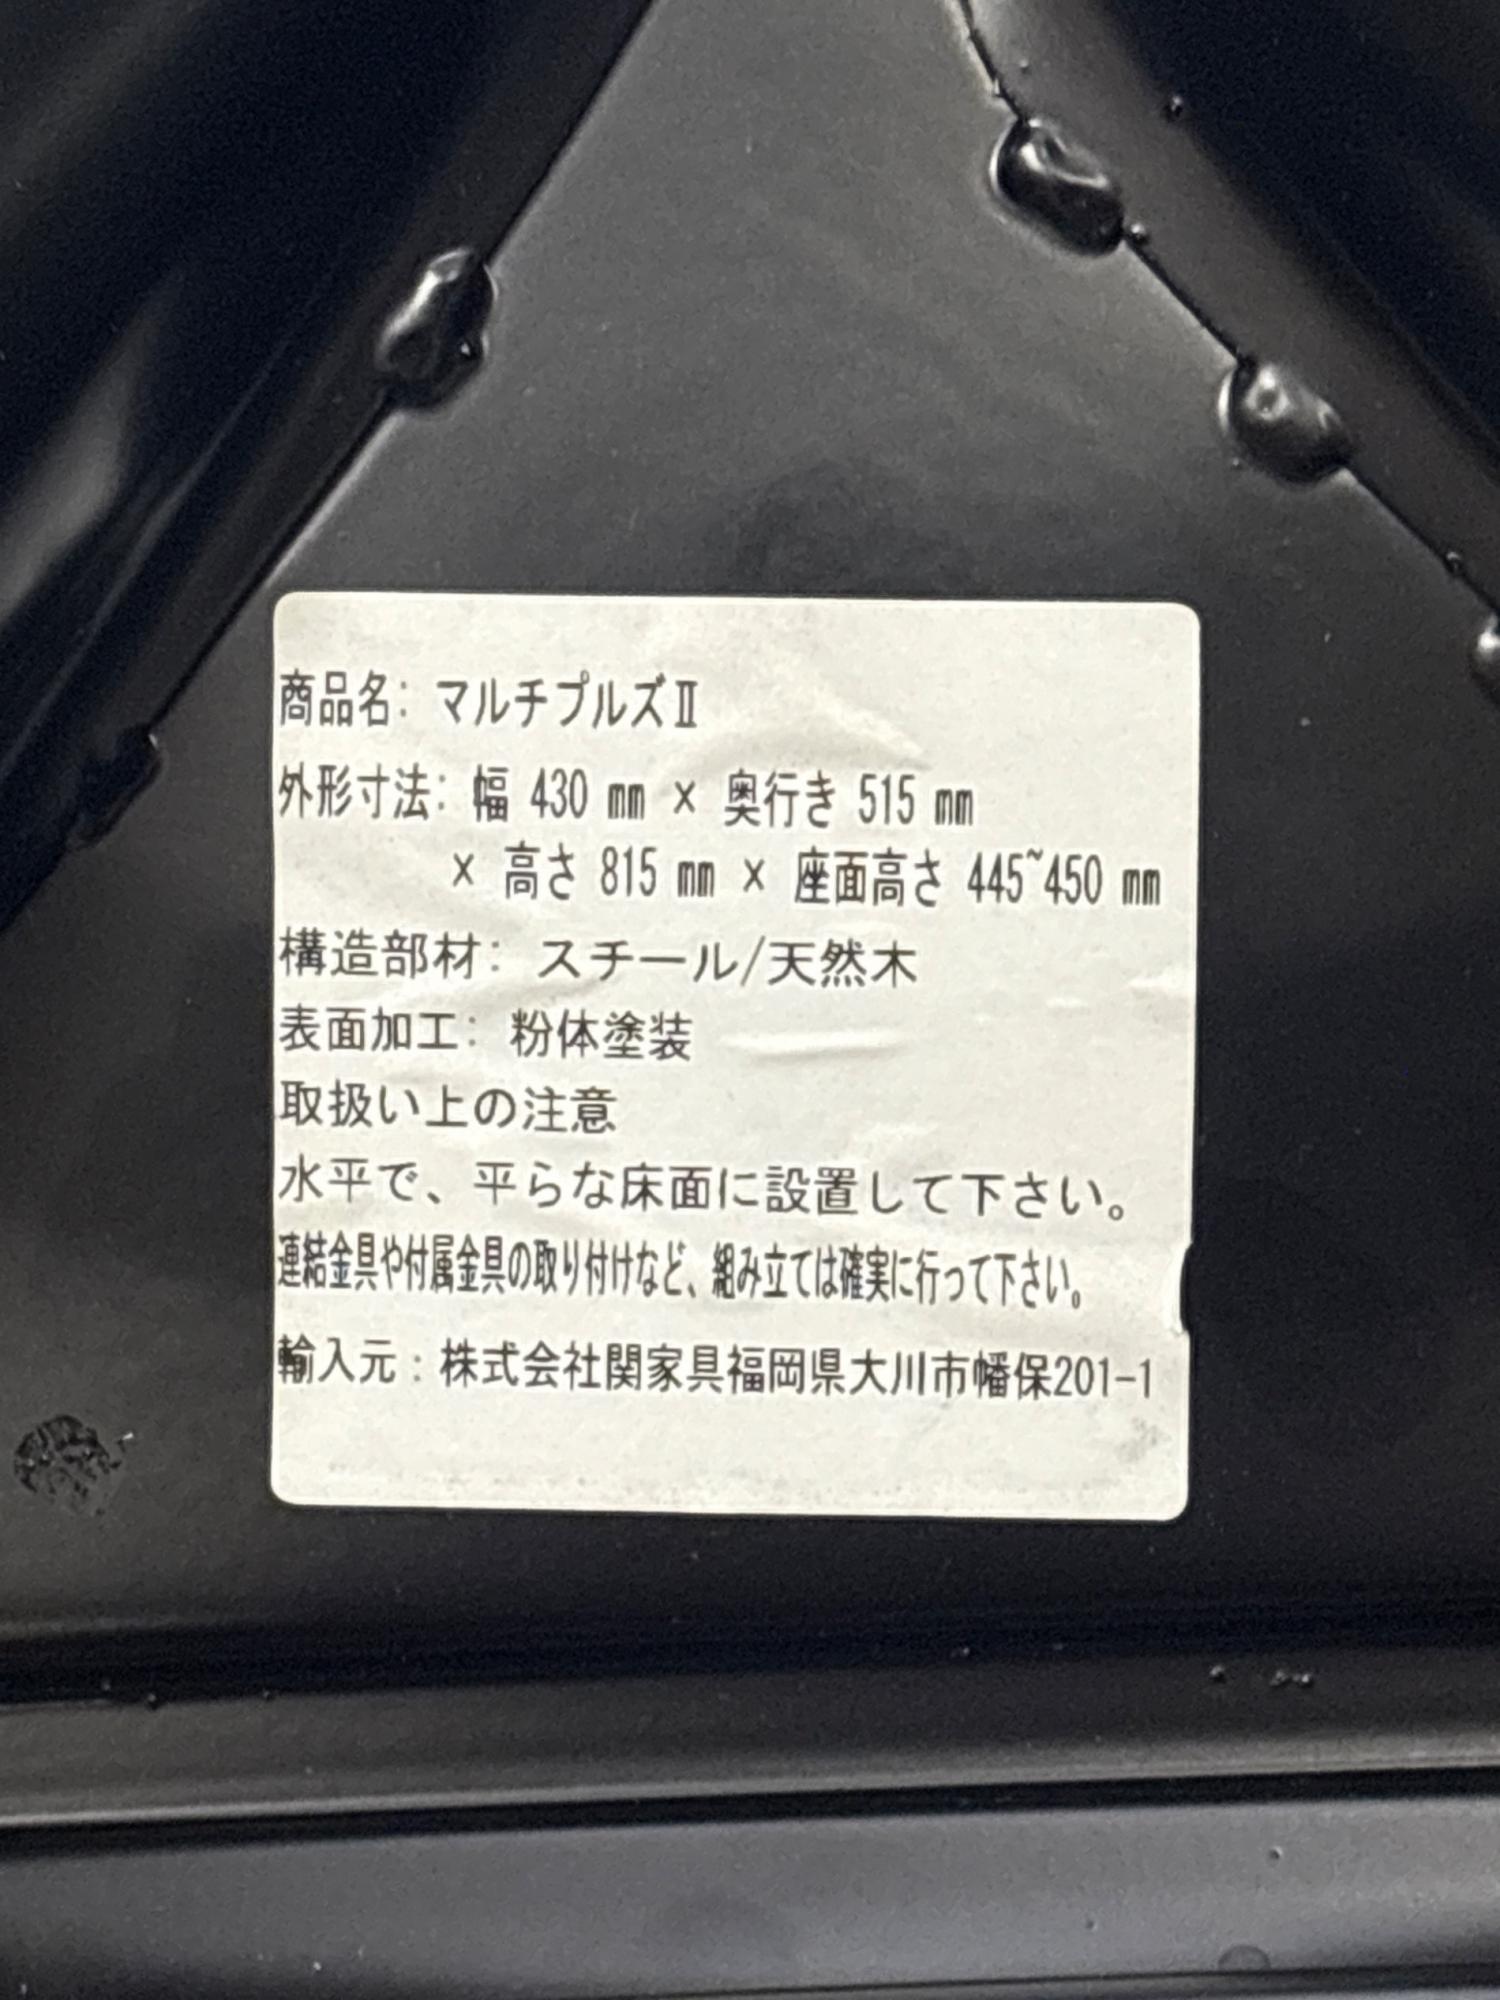 商品名: マルチプルズⅡ
外形寸法: 幅 430 ㎜ × 奥行き 515 ㎜
× 高さ 815 ㎜ × 座面高さ 445~450 ㎜
構造部材: スチール/天然木
表面加工: 粉体塗装
取扱い上の注意
水平で、平らな床面に設置して下さい。
連結金具や付属金具の取り付けなど、組み立ては確実に行って下さい。
輸入元：株式会社関家具福岡県大川市幡保201-1